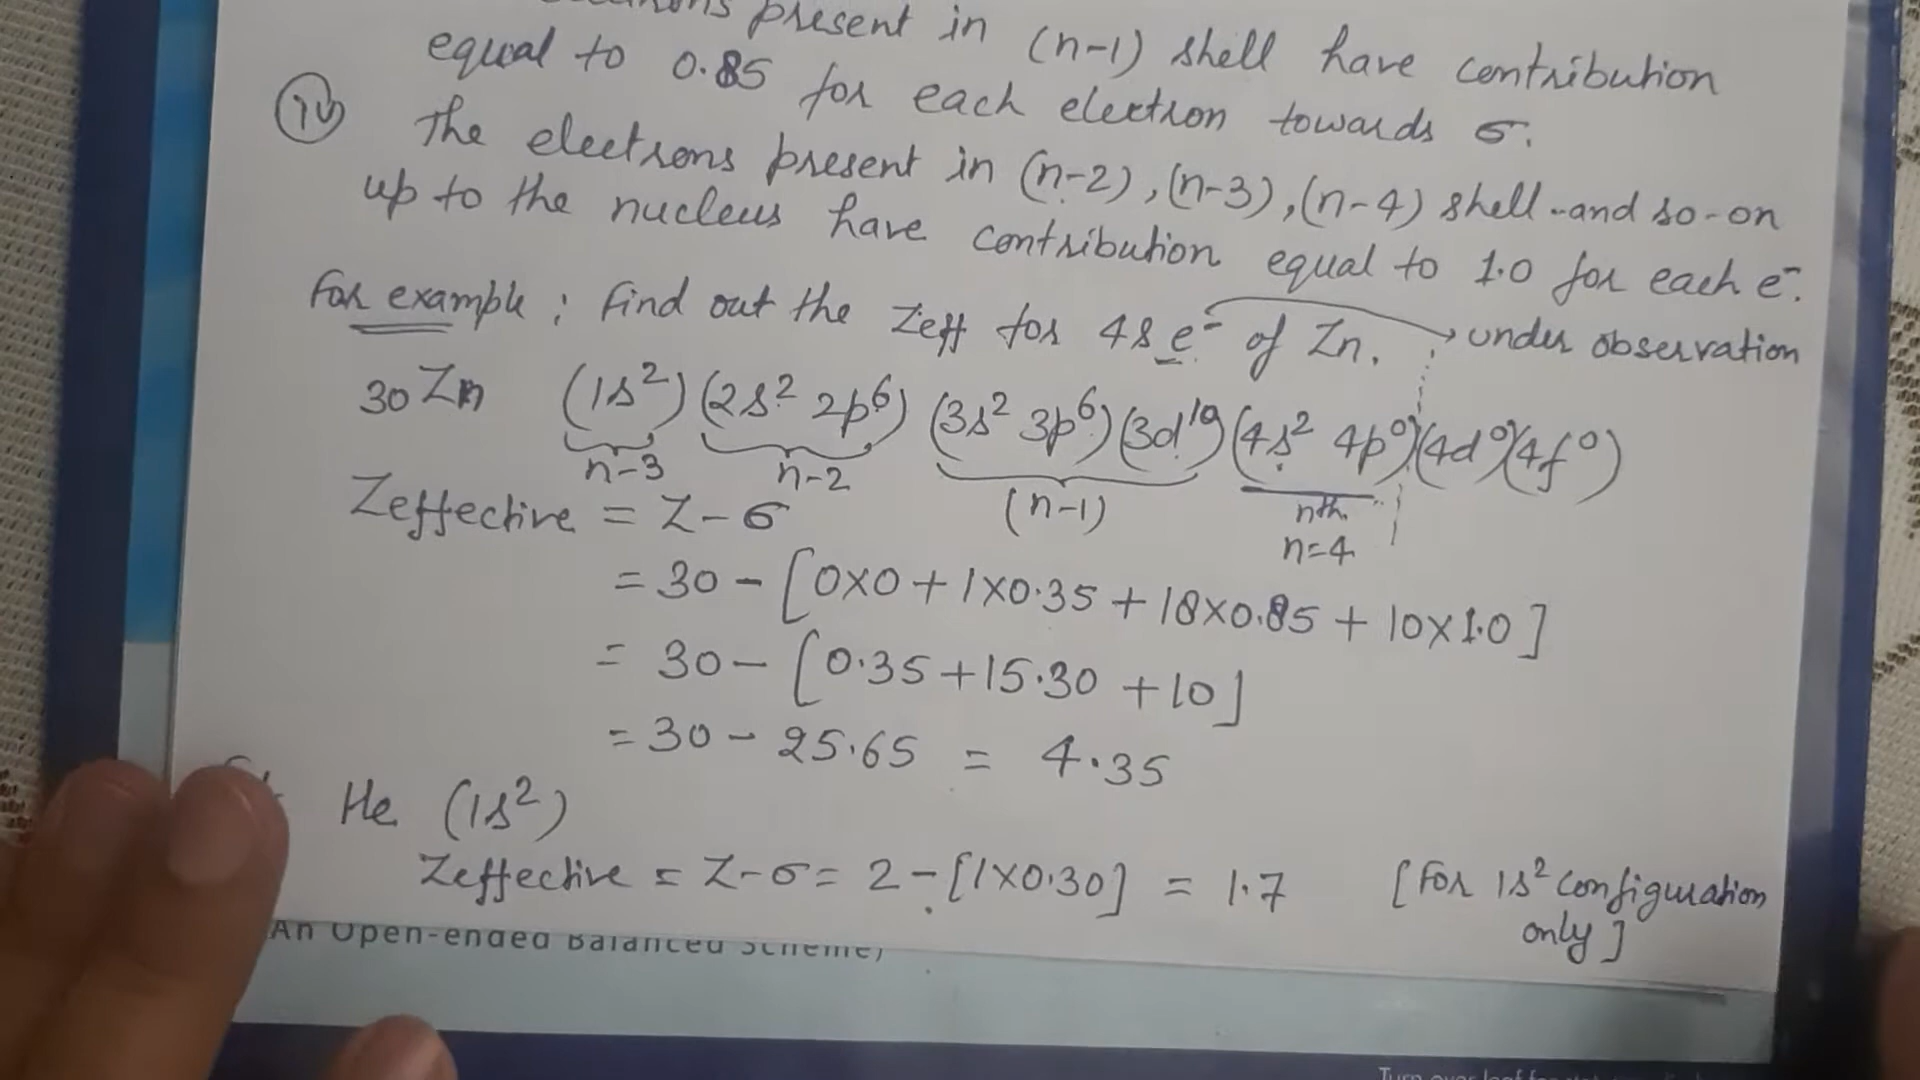 present in (n-1) shell have contribution
equal to 0.85 for each electron towards σ.
(iv) The electrons present in (n-2), (n-3), (n-4) shell and so-on
up to the nucleus have contribution equal to 1.0 for each e⁻.
For example : Find out the Zeff for 4s e⁻ of Zn. → under observation
30 Zn (1s²) (2s² 2p⁶) (3s² 3p⁶) (3d¹⁰) (4s² 4p⁰) (4d⁰) (4f⁰)
n-3 n-2 (n-1) nth n=4
Zeffective = Z - σ
= 30 - [0×0 + 1×0.35 + 18×0.85 + 10×1.0]
= 30 - [0.35 + 15.30 + 10]
= 30 - 25.65 = 4.35
He (1s²)
Zeffective = Z - σ = 2 - [1×0.30] = 1.7 [For 1s² configuration only]
An Open-ended Balanced Scheme)